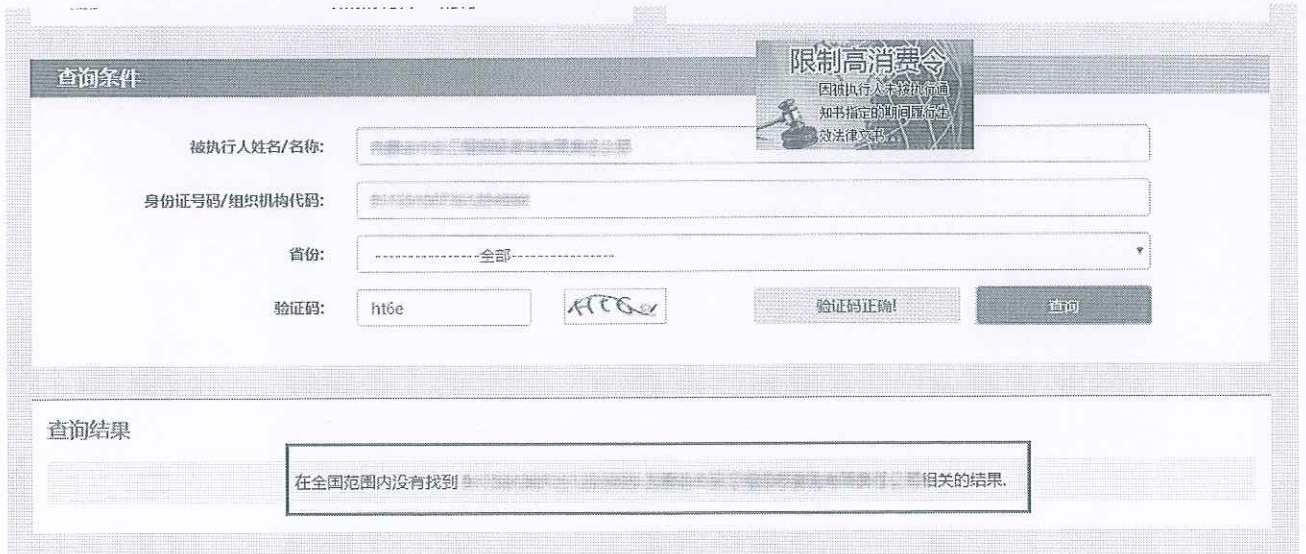 限制高消费令
因被执行人未按执行通
知书指定的期间履行生
效法律文书...
查询条件
被执行人姓名/名称:
身份证号码/组织机构代码:
省份:
-----------------全部-----------------
验证码:
ht6e
验证码正确!
查询
查询结果
在全国范围内没有找到
相关的结果.